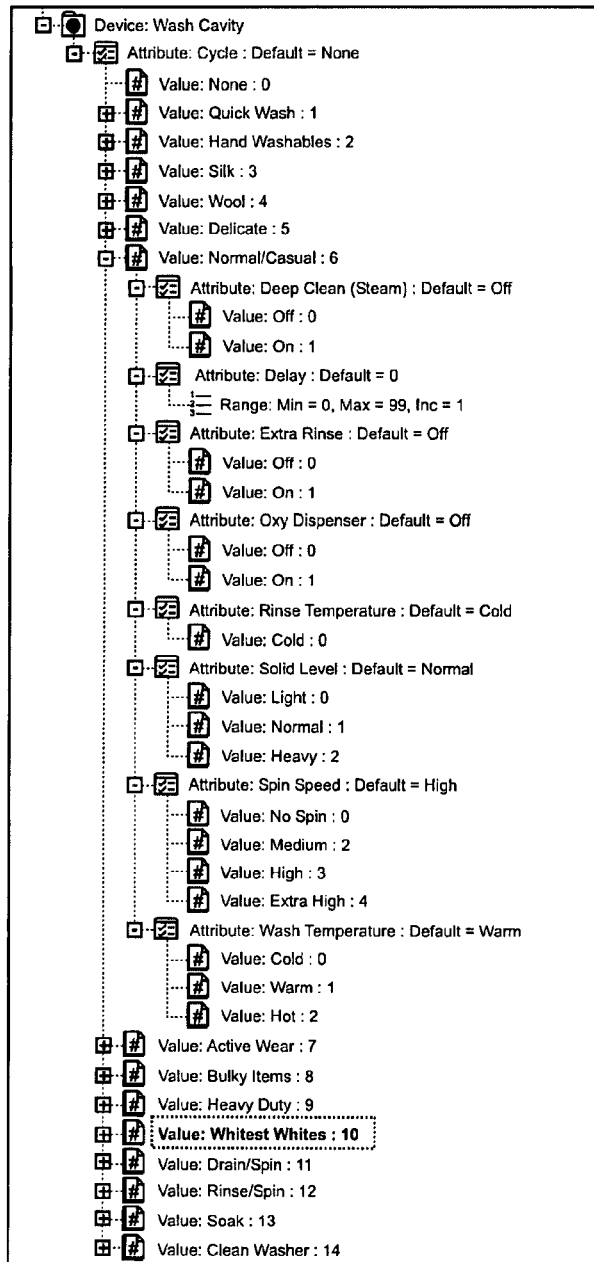 Device: Wash Cavity
Attribute: Cycle : Default = None
Value: None : 0
Value: Quick Wash : 1
Value: Hand Washables : 2
Value: Silk : 3
Value: Wool : 4
Value: Delicate : 5
Value: Normal/Casual : 6
Attribute: Deep Clean (Steam) : Default = Off
Value: Off : 0
Value: On : 1
Attribute: Delay : Default = 0
Range: Min = 0, Max = 99, Inc = 1
Attribute: Extra Rinse : Default = Off
Value: Off : 0
Value: On : 1
Attribute: Oxy Dispenser : Default = Off
Value: Off : 0
Value: On : 1
Attribute: Rinse Temperature : Default = Cold
Value: Cold : 0
Attribute: Solid Level : Default = Normal
Value: Light : 0
Value: Normal : 1
Value: Heavy : 2
Attribute: Spin Speed : Default = High
Value: No Spin : 0
Value: Medium : 2
Value: High : 3
Value: Extra High : 4
Attribute: Wash Temperature : Default = Warm
Value: Cold : 0
Value: Warm : 1
Value: Hot : 2
Value: Active Wear : 7
Value: Bulky Items : 8
Value: Heavy Duty : 9
Value: Whitest Whites : 10
Value: Drain/Spin : 11
Value: Rinse/Spin : 12
Value: Soak : 13
Value: Clean Washer : 14